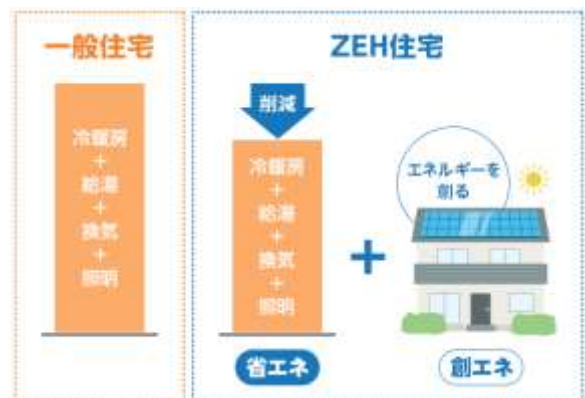 一般住宅
冷暖房
+
給湯
+
換気
+
照明
ZEH住宅
削減
冷暖房
+
給湯
+
換気
+
照明
省エネ
+
エネルギーを
創る
創エネ